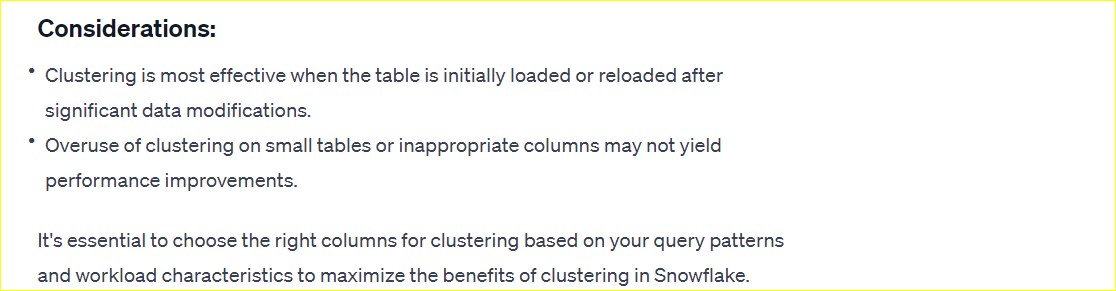 Considerations:
• Clustering is most effective when the table is initially loaded or reloaded after
significant data modifications.
• Overuse of clustering on small tables or inappropriate columns may not yield
performance improvements.
It's essential to choose the right columns for clustering based on your query patterns
and workload characteristics to maximize the benefits of clustering in Snowflake.